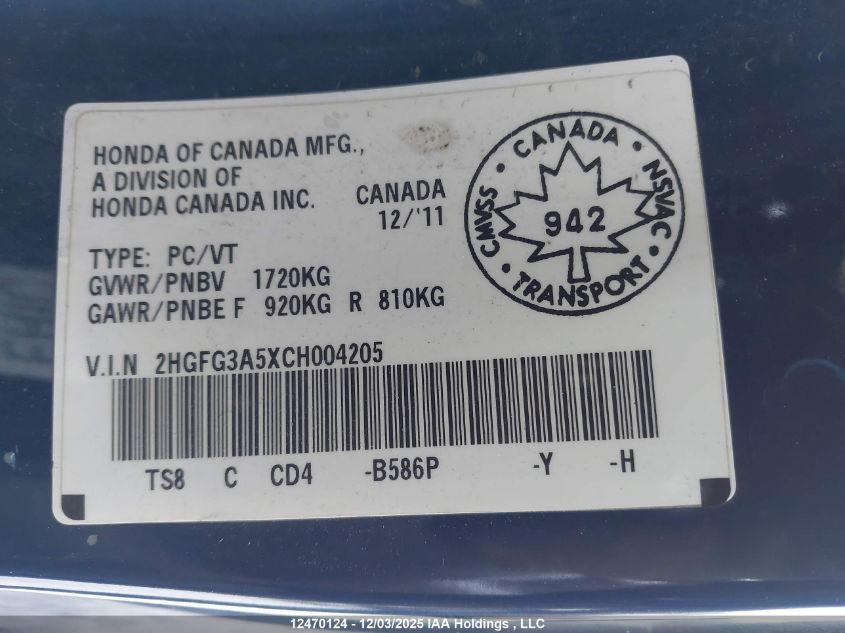 HONDA OF CANADA MFG.,
A DIVISION OF
HONDA CANADA INC. CANADA
12/'11
TYPE: PC/VT
GVWR/PNBV 1720KG
GAWR/PNBE F 920KG R 810KG
V.I.N 2HGFG3A5XCH004205
TS8 C CD4 -B586P -Y -H
CMVSS • CANADA • NSVAC • TRANSPORT •
942
12470124 - 12/03/2025 IAA Holdings , LLC